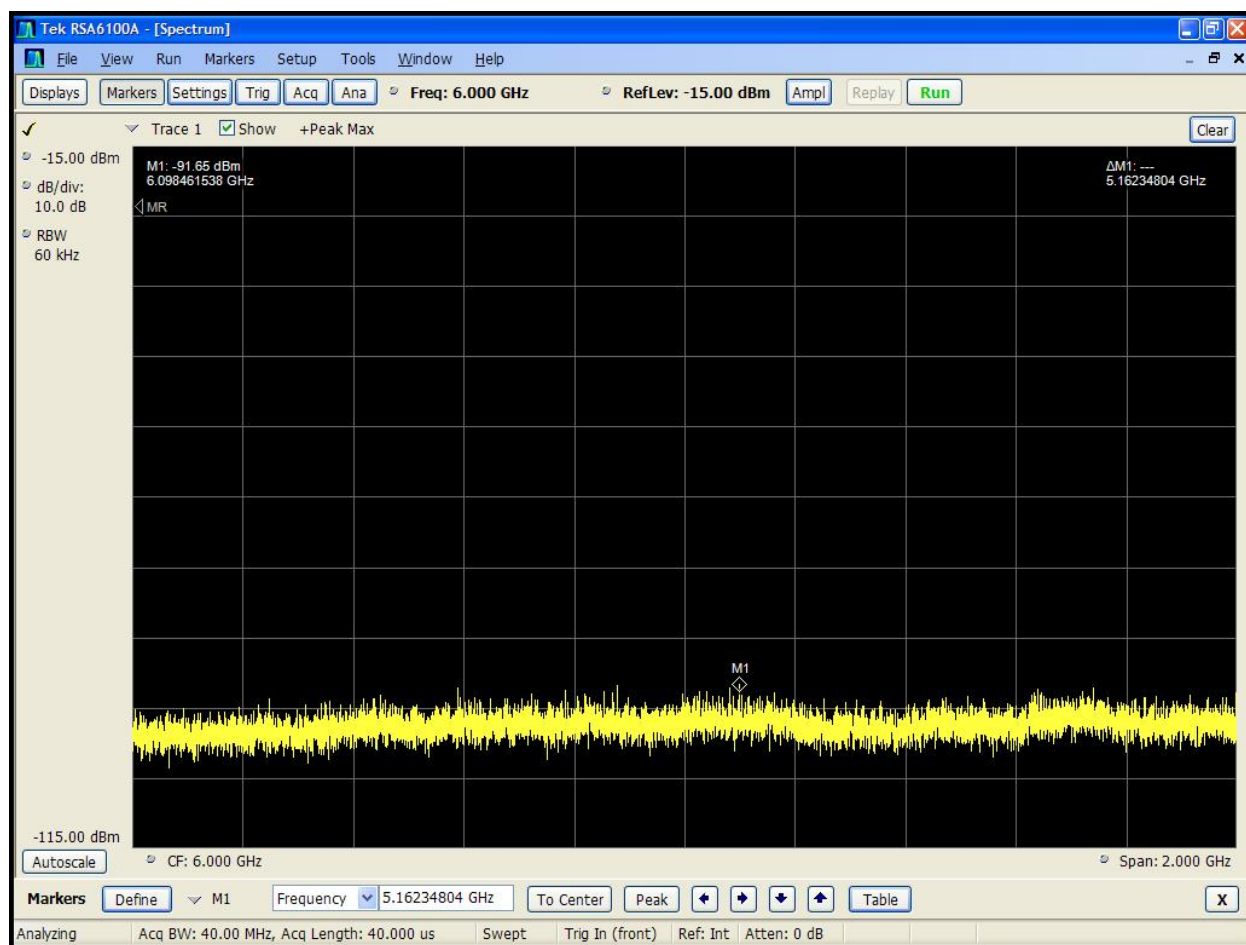 Tek RSA6100A - [Spectrum]
File View Run Markers Setup Tools Window Help
Displays Markers Settings Trig Acq Ana Freq: 6.000 GHz RefLev: -15.00 dBm Ampl Replay Run
Trace 1 Show +Peak Max Clear
-15.00 dBm
dB/div:
10.0 dB
RBW
60 kHz
M1: -91.65 dBm
6.098461538 GHz
MR
ΔM1: ---
5.16234804 GHz
M1
-115.00 dBm
Autoscale CF: 6.000 GHz Span: 2.000 GHz
Markers Define M1 Frequency 5.16234804 GHz To Center Peak Table X
Analyzing Acq BW: 40.00 MHz, Acq Length: 40.000 us Swept Trig In (front) Ref: Int Atten: 0 dB